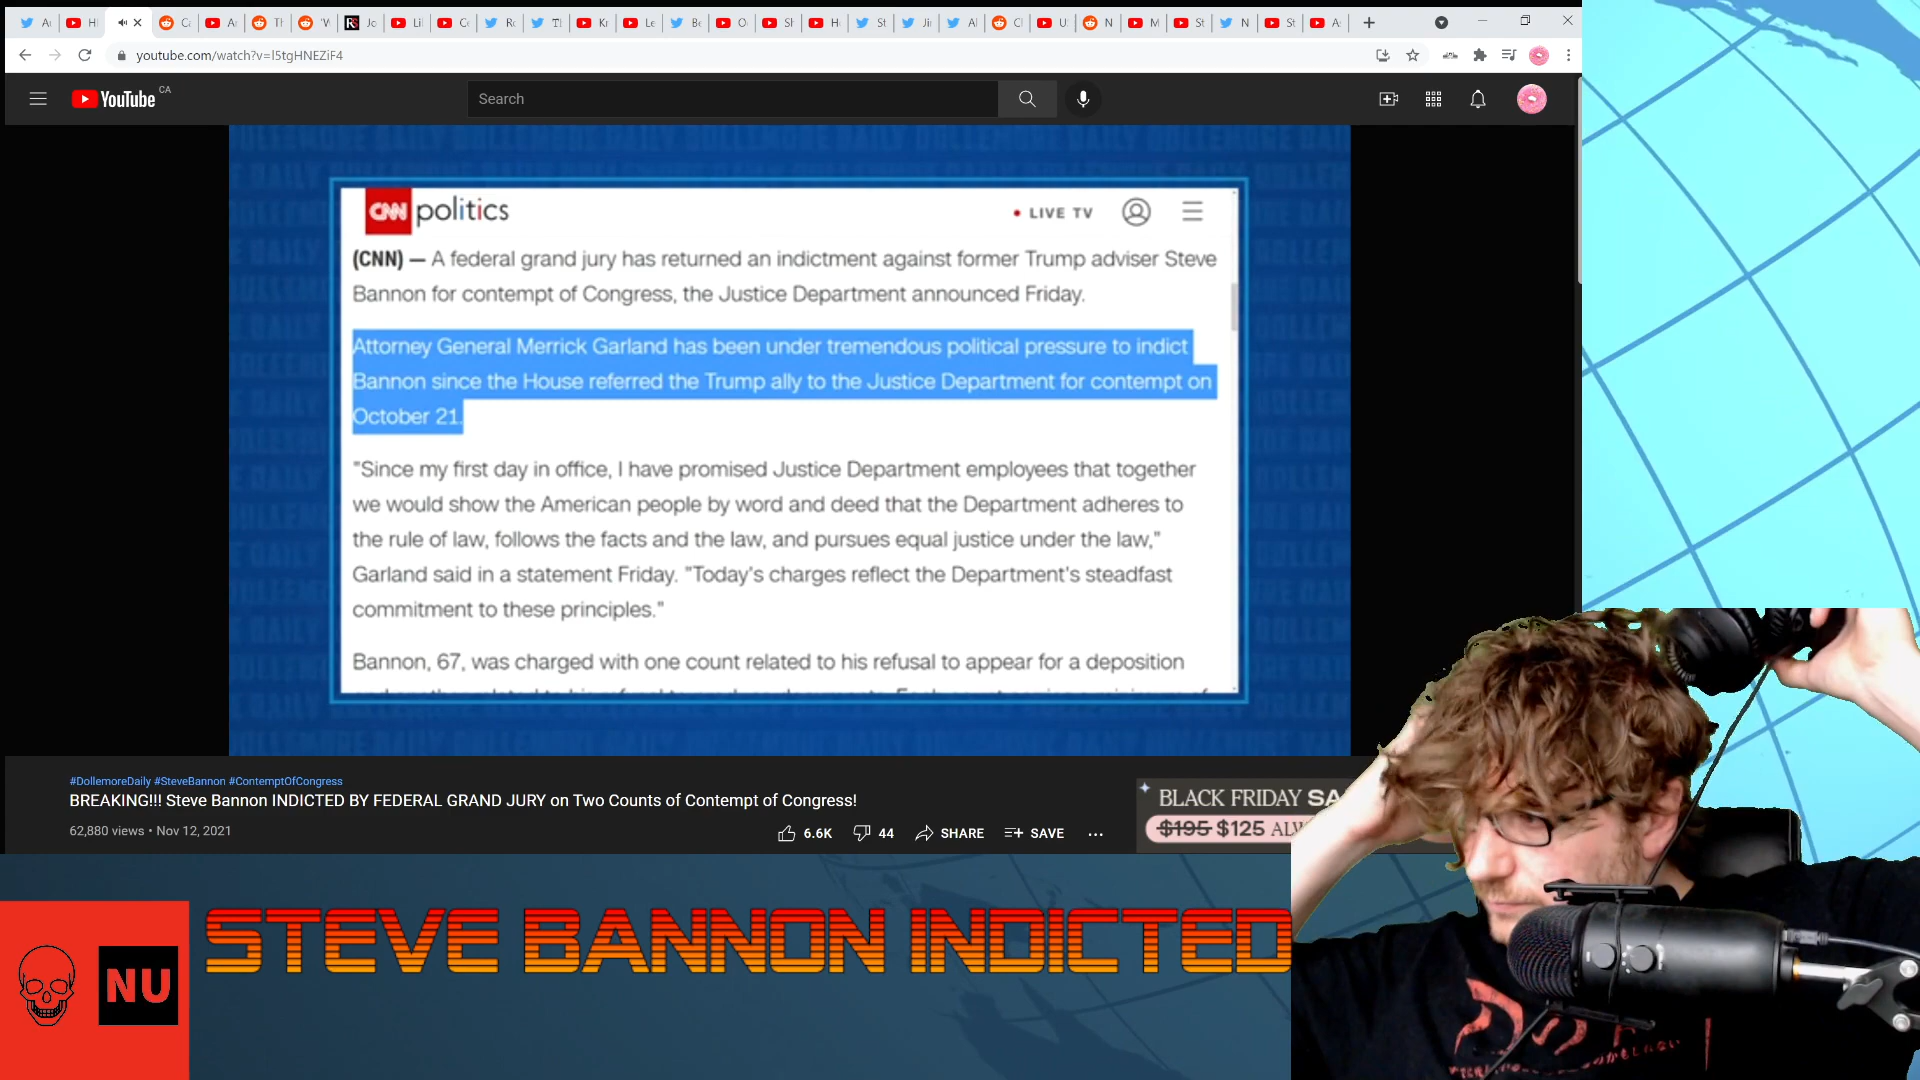 youtube.com/watch?v=l5tgHNEZiF4
YouTube CA
Search
CNN politics
LIVE TV
(CNN) — A federal grand jury has returned an indictment against former Trump adviser Steve
Bannon for contempt of Congress, the Justice Department announced Friday.
Attorney General Merrick Garland has been under tremendous political pressure to indict
Bannon since the House referred the Trump ally to the Justice Department for contempt on
October 21.
"Since my first day in office, I have promised Justice Department employees that together
we would show the American people by word and deed that the Department adheres to
the rule of law, follows the facts and the law, and pursues equal justice under the law,"
Garland said in a statement Friday. "Today's charges reflect the Department's steadfast
commitment to these principles."
Bannon, 67, was charged with one count related to his refusal to appear for a deposition
#DollemoreDaily #SteveBannon #ContemptOfCongress
BREAKING!!! Steve Bannon INDICTED BY FEDERAL GRAND JURY on Two Counts of Contempt of Congress!
62,880 views • Nov 12, 2021
6.6K 44 SHARE SAVE
BLACK FRIDAY
$195 $125
NU
STEVE BANNON INDICTED